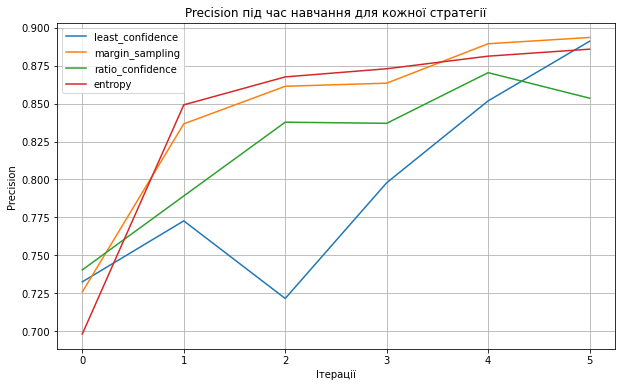 Precision під час навчання для кожної стратегії
least_confidence
margin_sampling
ratio_confidence
entropy
Precision
0.900
0.875
0.850
0.825
0.800
0.775
0.750
0.725
0.700
0 1 2 3 4 5
Ітерації